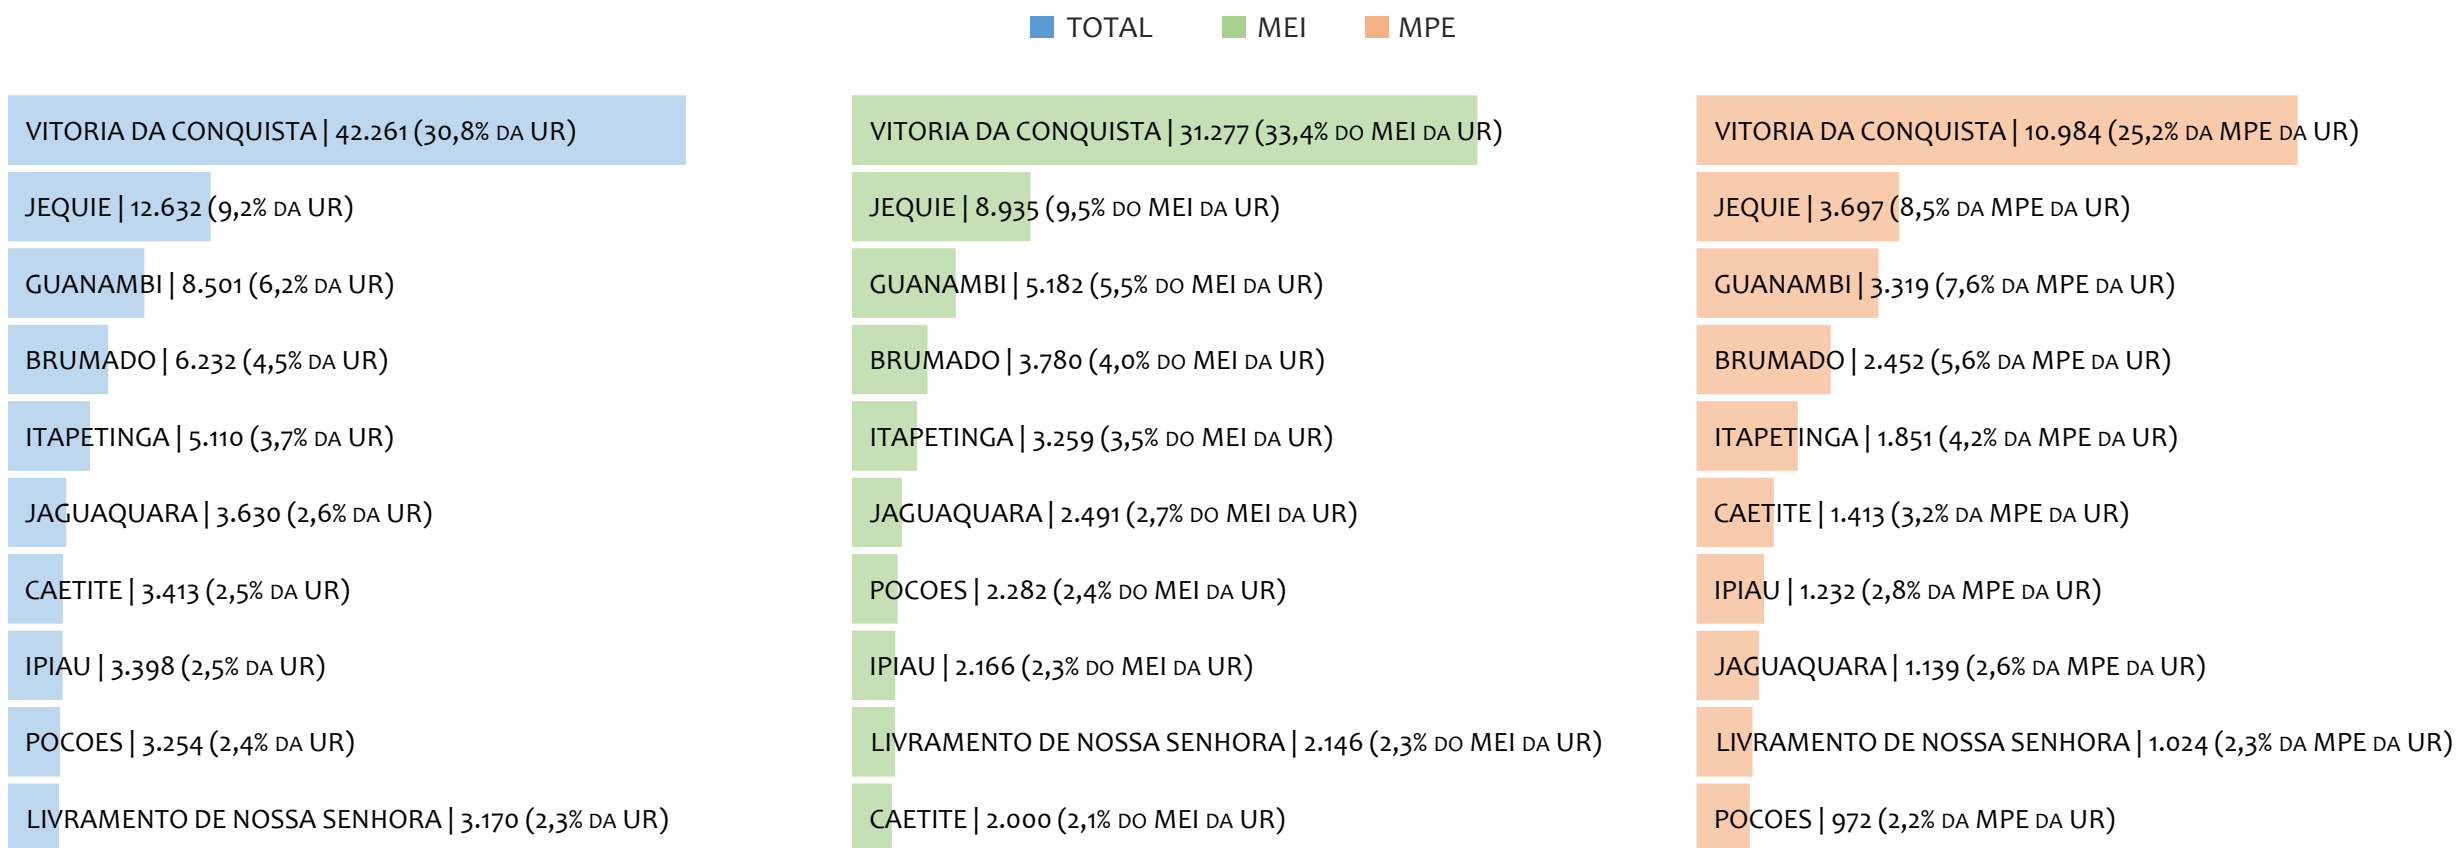 TOTAL MEI MPE
VITORIA DA CONQUISTA | 42.261 (30,8% DA UR)
JEQUIE | 12.632 (9,2% DA UR)
GUANAMBI | 8.501 (6,2% DA UR)
BRUMADO | 6.232 (4,5% DA UR)
ITAPETINGA | 5.110 (3,7% DA UR)
JAGUAQUARA | 3.630 (2,6% DA UR)
CAETITE | 3.413 (2,5% DA UR)
IPIAU | 3.398 (2,5% DA UR)
POCOES | 3.254 (2,4% DA UR)
LIVRAMENTO DE NOSSA SENHORA | 3.170 (2,3% DA UR)
VITORIA DA CONQUISTA | 31.277 (33,4% DO MEI DA UR)
JEQUIE | 8.935 (9,5% DO MEI DA UR)
GUANAMBI | 5.182 (5,5% DO MEI DA UR)
BRUMADO | 3.780 (4,0% DO MEI DA UR)
ITAPETINGA | 3.259 (3,5% DO MEI DA UR)
JAGUAQUARA | 2.491 (2,7% DO MEI DA UR)
POCOES | 2.282 (2,4% DO MEI DA UR)
IPIAU | 2.166 (2,3% DO MEI DA UR)
LIVRAMENTO DE NOSSA SENHORA | 2.146 (2,3% DO MEI DA UR)
CAETITE | 2.000 (2,1% DO MEI DA UR)
VITORIA DA CONQUISTA | 10.984 (25,2% DA MPE DA UR)
JEQUIE | 3.697 (8,5% DA MPE DA UR)
GUANAMBI | 3.319 (7,6% DA MPE DA UR)
BRUMADO | 2.452 (5,6% DA MPE DA UR)
ITAPETINGA | 1.851 (4,2% DA MPE DA UR)
CAETITE | 1.413 (3,2% DA MPE DA UR)
IPIAU | 1.232 (2,8% DA MPE DA UR)
JAGUAQUARA | 1.139 (2,6% DA MPE DA UR)
LIVRAMENTO DE NOSSA SENHORA | 1.024 (2,3% DA MPE DA UR)
POCOES | 972 (2,2% DA MPE DA UR)